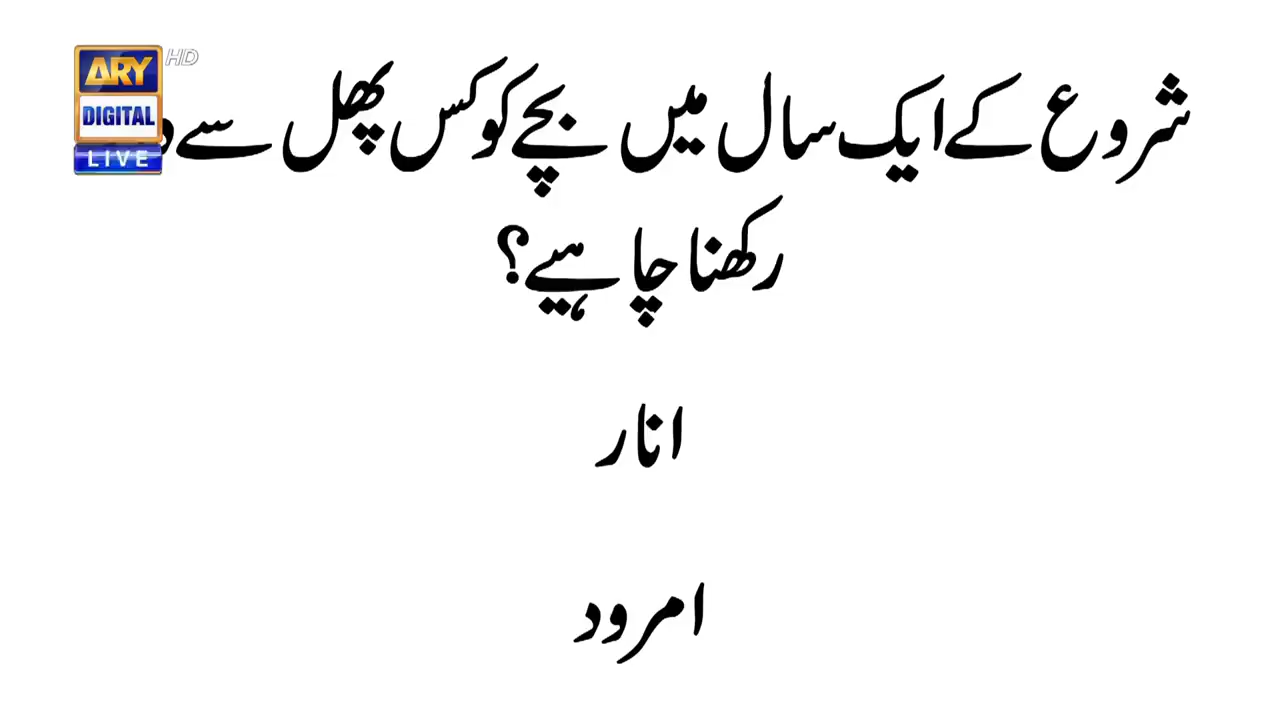 ARY
DIGITAL
LIVE
HD
شروع کے ایک سال میں بچے کو کس پھل سے
رکھنا چاہیے؟
انار
امرود